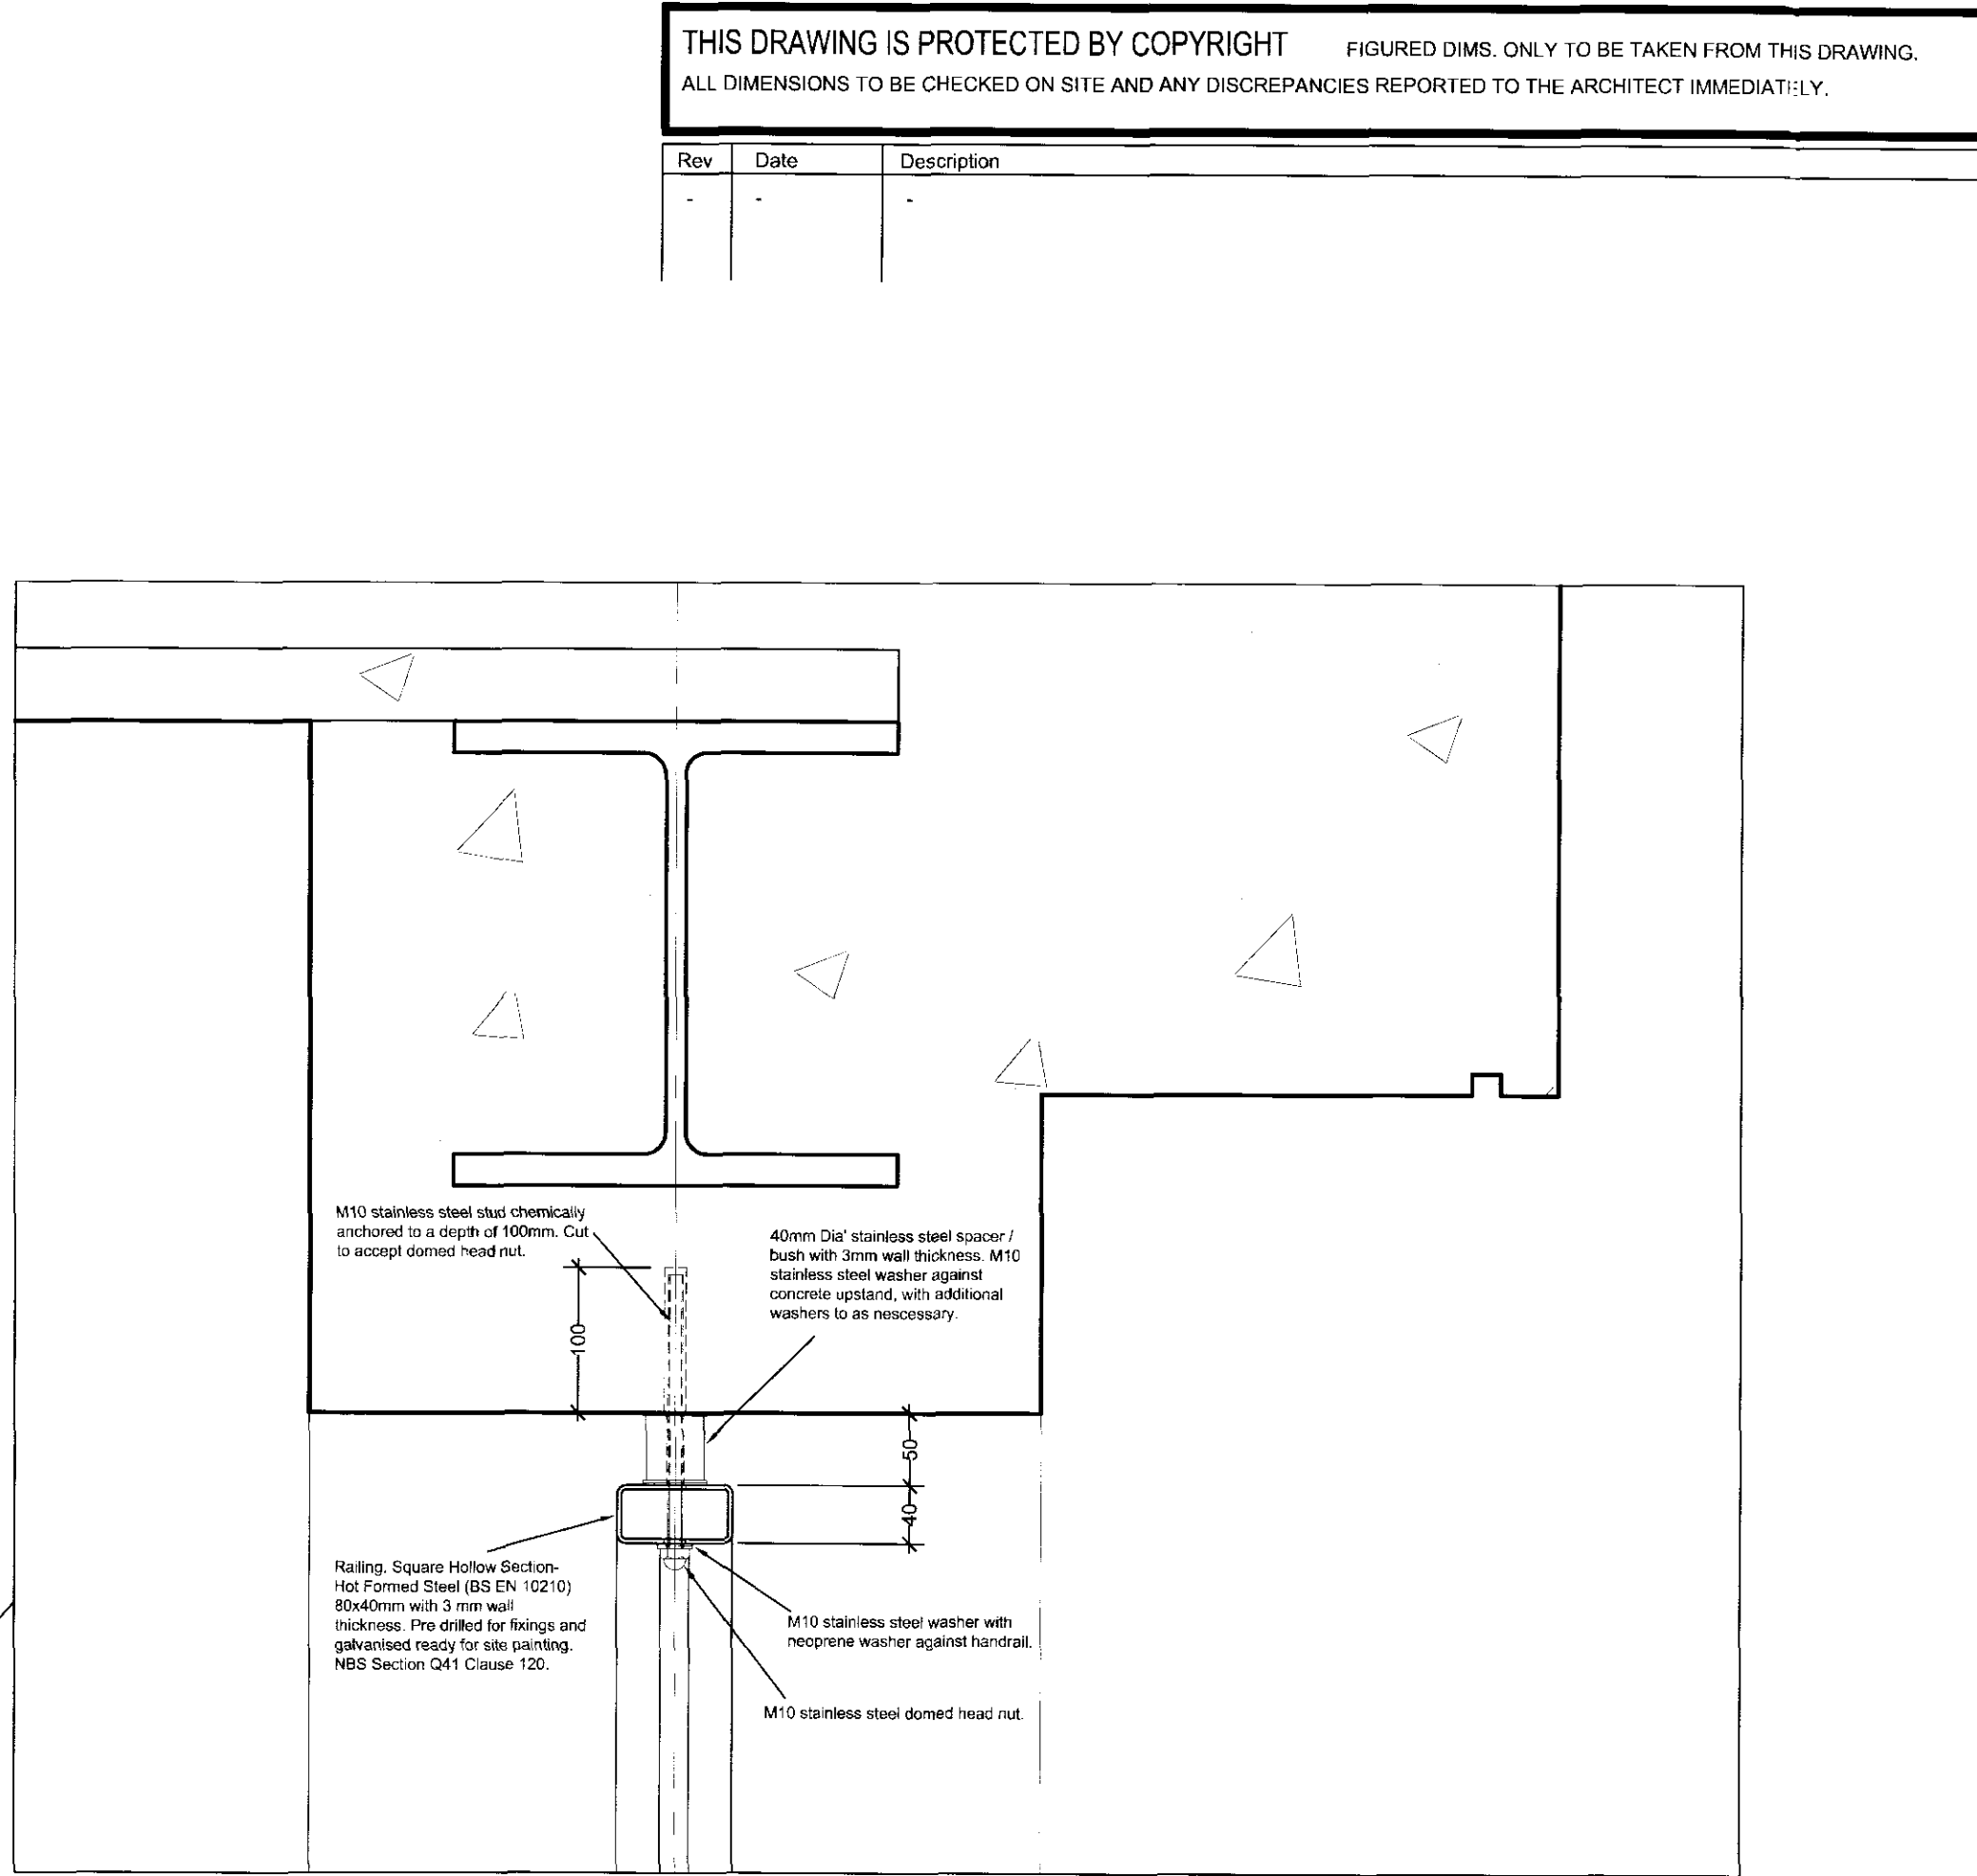 THIS DRAWING IS PROTECTED BY COPYRIGHT FIGURED DIMS. ONLY TO BE TAKEN FROM THIS DRAWING.
ALL DIMENSIONS TO BE CHECKED ON SITE AND ANY DISCREPANCIES REPORTED TO THE ARCHITECT IMMEDIATELY.
Rev Date Description
- - -
M10 stainless steel stud chemically
anchored to a depth of 100mm. Cut
to accept domed head nut.
40mm Dia' stainless steel spacer /
bush with 3mm wall thickness. M10
stainless steel washer against
concrete upstand, with additional
washers to as nescessary.
100
50
40
Railing. Square Hollow Section-
Hot Formed Steel (BS EN 10210)
80x40mm with 3 mm wall
thickness. Pre drilled for fixings and
galvanised ready for site painting.
NBS Section Q41 Clause 120.
M10 stainless steel washer with
neoprene washer against handrail.
M10 stainless steel domed head nut.